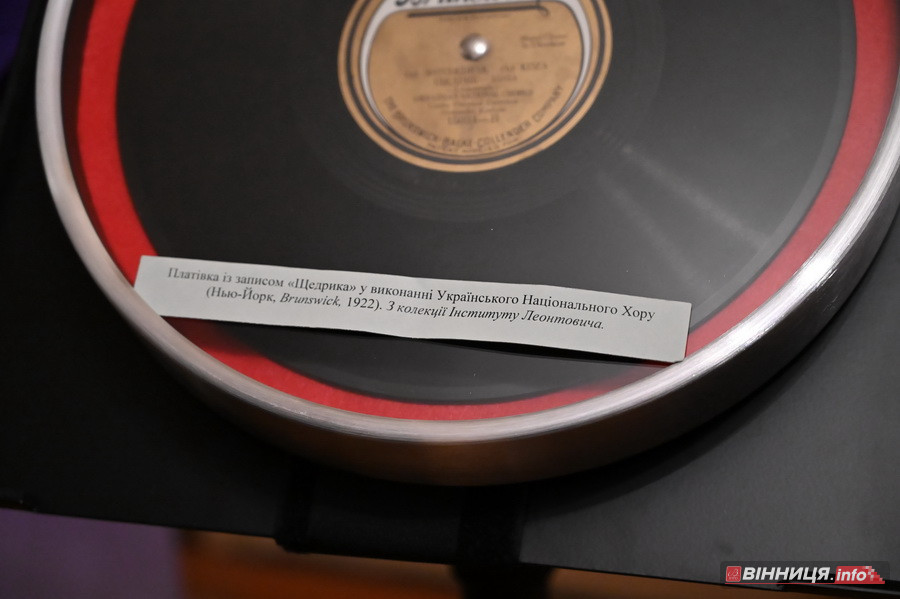 THE BRUNSWICK-BALKE-COLLENDER COMPANY
Платівка із записом «Щедрика» у виконанні Українського Національного Хору
(Нью-Йорк, Brunswick, 1922). З колекції Інституту Леонтовича.
ВІННИЦЯ.info